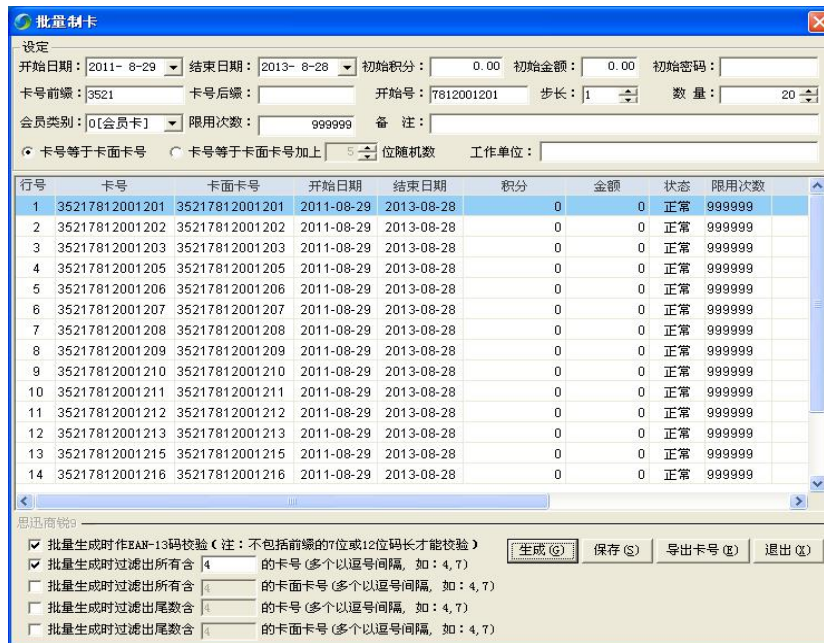 批量制卡
设定
开始日期：2011- 8-29 结束日期：2013- 8-28 初始积分： 0.00 初始金额： 0.00 初始密码：
卡号前缀：3521 卡号后缀： 开始号：7812001201 步长：1 数 量： 20
会员类别：0[会员卡] 限用次数： 999999 备 注：
卡号等于卡面卡号 卡号等于卡面卡号加上 5 位随机数 工作单位：
行号 卡号 卡面卡号 开始日期 结束日期 积分 金额 状态 限用次数
1 35217812001201 35217812001201 2011-08-29 2013-08-28 0 0 正常 999999
2 35217812001202 35217812001202 2011-08-29 2013-08-28 0 0 正常 999999
3 35217812001203 35217812001203 2011-08-29 2013-08-28 0 0 正常 999999
4 35217812001205 35217812001205 2011-08-29 2013-08-28 0 0 正常 999999
5 35217812001206 35217812001206 2011-08-29 2013-08-28 0 0 正常 999999
6 35217812001207 35217812001207 2011-08-29 2013-08-28 0 0 正常 999999
7 35217812001208 35217812001208 2011-08-29 2013-08-28 0 0 正常 999999
8 35217812001209 35217812001209 2011-08-29 2013-08-28 0 0 正常 999999
9 35217812001210 35217812001210 2011-08-29 2013-08-28 0 0 正常 999999
10 35217812001211 35217812001211 2011-08-29 2013-08-28 0 0 正常 999999
11 35217812001212 35217812001212 2011-08-29 2013-08-28 0 0 正常 999999
12 35217812001213 35217812001213 2011-08-29 2013-08-28 0 0 正常 999999
13 35217812001215 35217812001215 2011-08-29 2013-08-28 0 0 正常 999999
14 35217812001216 35217812001216 2011-08-29 2013-08-28 0 0 正常 999999
思迅商锐9
批量生成时作EAN-13码校验(注：不包括前缀的7位或12位码长才能校验) 生成(G) 保存(S) 导出卡号(E) 退出(X)
批量生成时过滤出所有含 4 的卡号(多个以逗号间隔, 如：4,7)
批量生成时过滤出所有含 4 的卡面卡号(多个以逗号间隔, 如：4,7)
批量生成时过滤出尾数含 4 的卡号(多个以逗号间隔, 如：4,7)
批量生成时过滤出尾数含 4 的卡面卡号(多个以逗号间隔, 如：4,7)